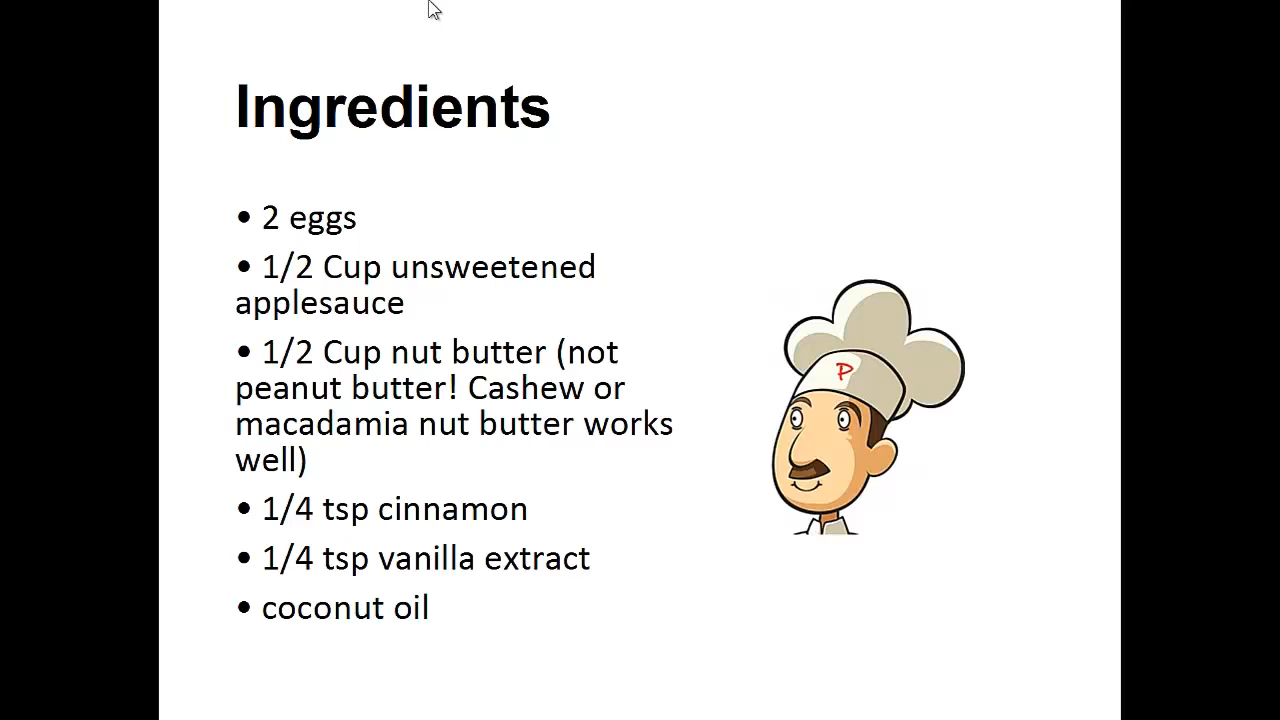 Ingredients
• 2 eggs
• 1/2 Cup unsweetened
applesauce
• 1/2 Cup nut butter (not
peanut butter! Cashew or
macadamia nut butter works
well)
• 1/4 tsp cinnamon
• 1/4 tsp vanilla extract
• coconut oil
P